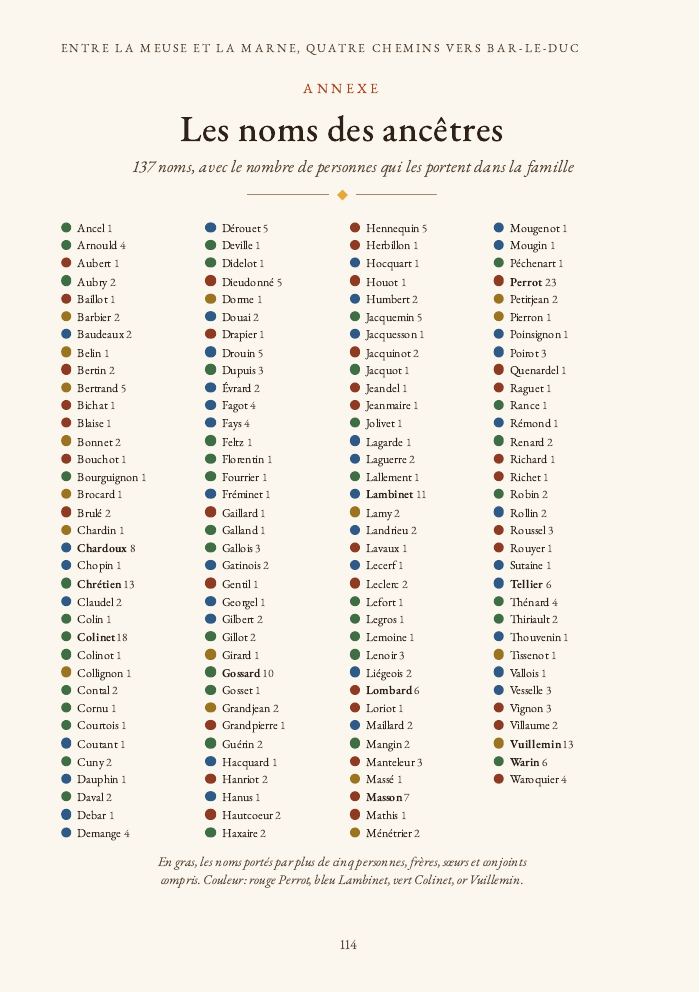 ENTRE LA MEUSE ET LA MARNE, QUATRE CHEMINS VERS BAR-LE-DUC
ANNEXE
Les noms des ancêtres
137 noms, avec le nombre de personnes qui les portent dans la famille
Ancel 1
Arnould 4
Aubert 1
Aubry 2
Baillot 1
Barbier 2
Baudeaux 2
Belin 1
Bertin 2
Bertrand 5
Bichat 1
Blaise 1
Bonnet 2
Bouchot 1
Bourguignon 1
Brocard 1
Brulé 2
Chardin 1
Chardoux 8
Chopin 1
Chrétien 13
Claudel 2
Colin 1
Colinet 18
Colinot 1
Collignon 1
Contal 2
Cornu 1
Courtois 1
Coutant 1
Cuny 2
Dauphin 1
Daval 2
Debar 1
Demange 4
Dérouet 5
Deville 1
Didelot 1
Dieudonné 5
Dorme 1
Douai 2
Drapier 1
Drouin 5
Dupuis 3
Évrard 2
Fagot 4
Fays 4
Feltz 1
Florentin 1
Fourrier 1
Fréminet 1
Gaillard 1
Galland 1
Gallois 3
Gatinois 2
Gentil 1
Georgel 1
Gilbert 2
Gillot 2
Girard 1
Gossard 10
Gosset 1
Grandjean 2
Grandpierre 1
Guérin 2
Hacquard 1
Hanriot 2
Hanus 1
Hautcoeur 2
Haxaire 2
Hennequin 5
Herbillon 1
Hocquart 1
Houot 1
Humbert 2
Jacquemin 5
Jacquesson 1
Jacquinot 2
Jacquot 1
Jeandel 1
Jeanmaire 1
Jolivet 1
Lagarde 1
Laguerre 2
Lallement 1
Lambinet 11
Lamy 2
Landrieu 2
Lavaux 1
Lecerf 1
Leclerc 2
Lefort 1
Legros 1
Lemoine 1
Lenoir 3
Liégeois 2
Lombard 6
Loriot 1
Maillard 2
Mangin 2
Manteleur 3
Massé 1
Masson 7
Mathis 1
Ménétrier 2
Mougenot 1
Mougin 1
Péchenart 1
Perrot 23
Petitjean 2
Pierron 1
Poinsignon 1
Poirot 3
Quenardel 1
Raguet 1
Rance 1
Rémond 1
Renard 2
Richard 1
Richet 1
Robin 2
Rollin 2
Roussel 3
Rouyer 1
Sutaine 1
Tellier 6
Thénard 4
Thiriault 2
Thouvenin 1
Tissenot 1
Vallois 1
Vesselle 3
Vignon 3
Villaume 2
Vuillemin 13
Warin 6
Waroquier 4
En gras, les noms portés par plus de cinq personnes, frères, sœurs et conjoints
compris. Couleur : rouge Perrot, bleu Lambinet, vert Colinet, or Vuillemin.
114